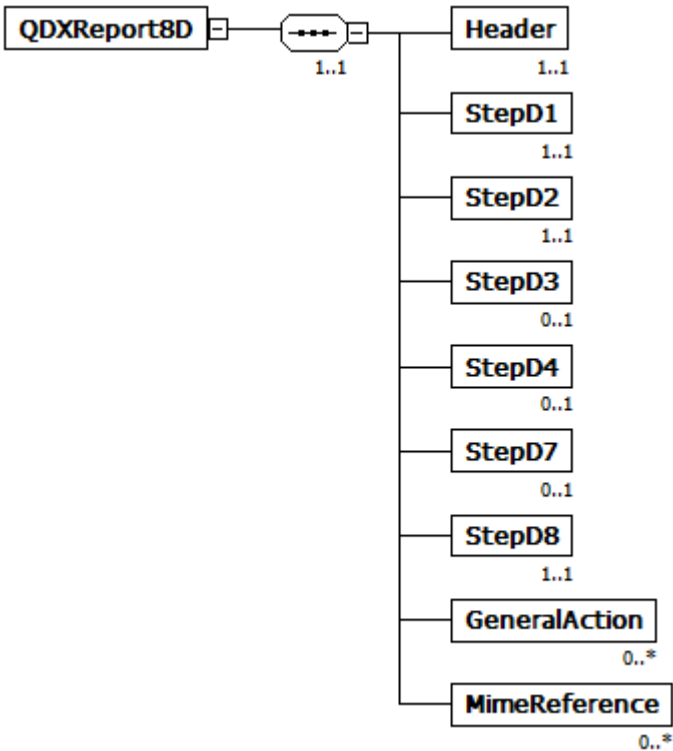 QDXReport8D
1..1
Header
1..1
StepD1
1..1
StepD2
1..1
StepD3
0..1
StepD4
0..1
StepD7
0..1
StepD8
1..1
GeneralAction
0..*
MimeReference
0..*